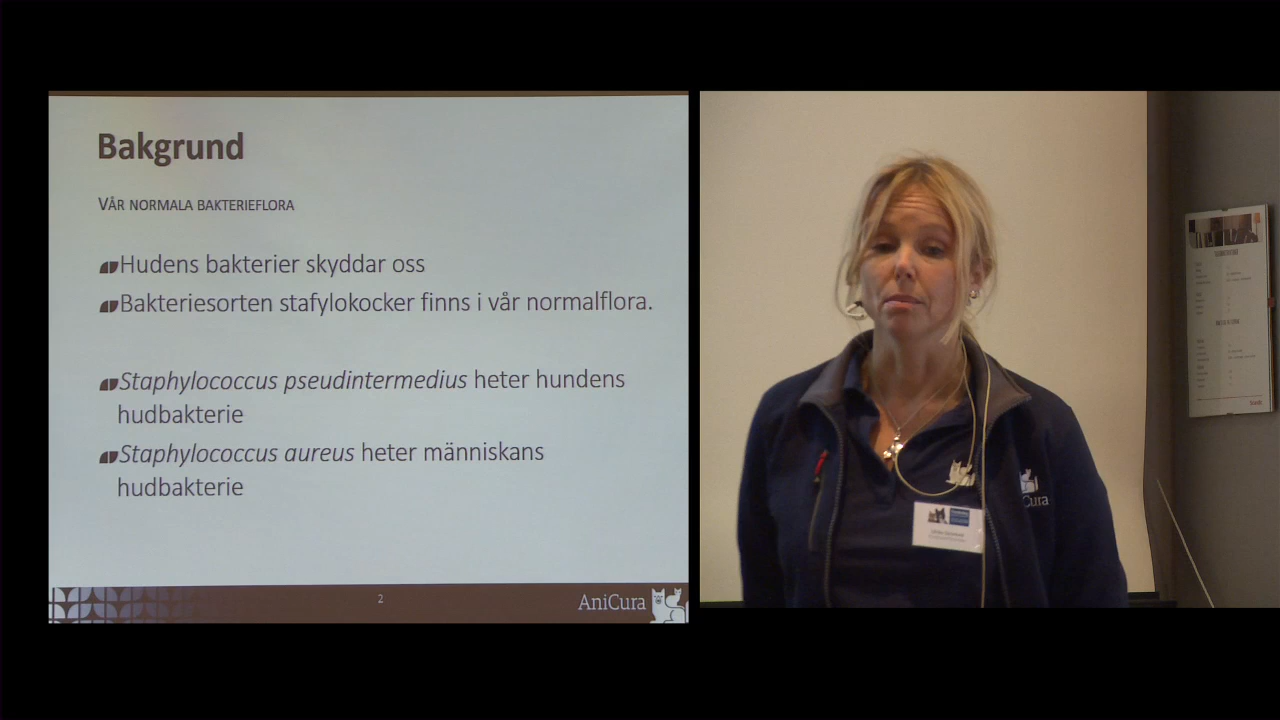 Bakgrund
VÅR NORMALA BAKTERIEFLORA
Hudens bakterier skyddar oss
Bakteriesorten stafylokocker finns i vår normalflora.
Staphylococcus pseudintermedius heter hundens
hudbakterie
Staphylococcus aureus heter människans
hudbakterie
2
AniCura
Cura